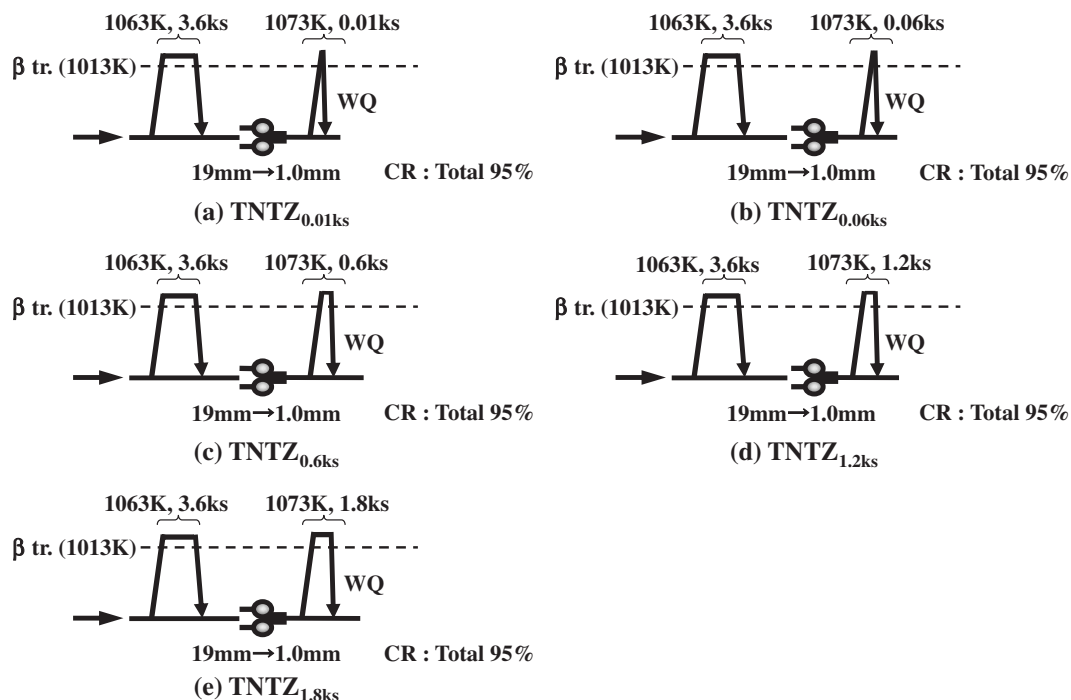 1063K, 3.6ks 1073K, 0.01ks
β tr. (1013K)
WQ
19mm→1.0mm CR : Total 95%
(a) TNTZ0.01ks
1063K, 3.6ks 1073K, 0.06ks
β tr. (1013K)
WQ
19mm→1.0mm CR : Total 95%
(b) TNTZ0.06ks
1063K, 3.6ks 1073K, 0.6ks
β tr. (1013K)
WQ
19mm→1.0mm CR : Total 95%
(c) TNTZ0.6ks
1063K, 3.6ks 1073K, 1.2ks
β tr. (1013K)
WQ
19mm→1.0mm CR : Total 95%
(d) TNTZ1.2ks
1063K, 3.6ks 1073K, 1.8ks
β tr. (1013K)
WQ
19mm→1.0mm CR : Total 95%
(e) TNTZ1.8ks